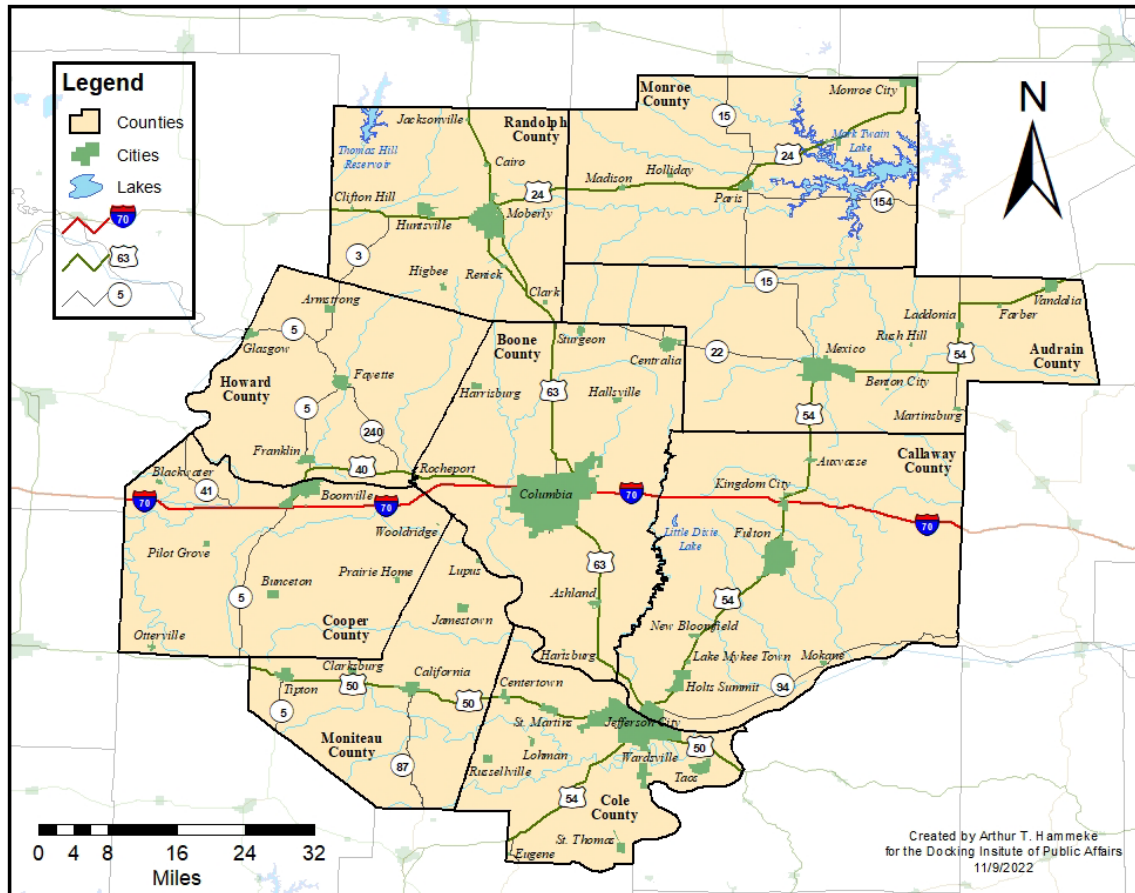 Legend
Counties
Cities
Lakes
70
63
5
N
Monroe
County
Monroe City
15
Jacksonville
Randolph
County
Thomas Hill
Reservoir
Cairo
Mark Twain
Lake
24
Holliday
Madison
24
Clifton Hill
Paris
154
Huntsville
Moberly
3
Higbee
Renick
15
Clark
Armstrong
Vandalia
Laddonia
Farber
5
Boone
County
Sturgeon
Rush Hill
Glasgow
22
Mexico
54
Audrain
County
Centralia
Fayette
Howard
County
Harrisburg
63
Hallsville
Benton City
5
54
Martinsburg
240
Franklin
Callaway
County
Auxvasse
40
Rocheport
Blackwater
41
Boonville
Columbia
70
Kingdom City
70
70
70
Wooldridge
Little Dixie
Lake
Fulton
Pilot Grove
63
Lupus
Prairie Home
Bunceton
5
Ashland
54
Jamestown
Cooper
County
New Bloomfield
Otterville
Hartsburg
Lake Mykee Town
Mokane
Clarksburg
California
Centertown
Holts Summit
94
Tipton
50
50
5
St. Martins
Jefferson City
Moniteau
County
Lohman
50
Wardsville
87
Russellville
Taos
54
Cole
County
St. Thomas
Eugene
0 4 8 16 24 32
Miles
Created by Arthur T. Hammeke
for the Docking Insitute of Public Affairs
11/9/2022